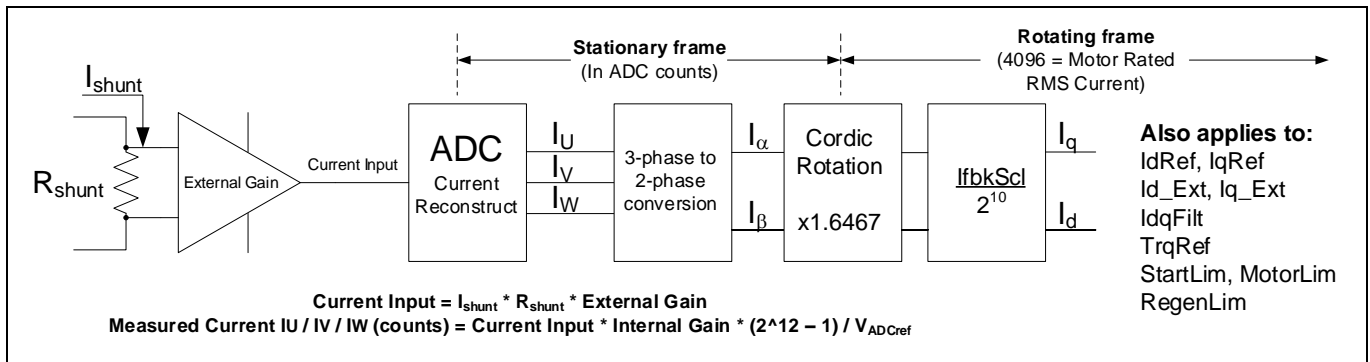 Stationary frame
(In ADC counts)
Rotating frame
(4096 = Motor Rated
RMS Current)
Ishunt
Rshunt
External Gain
Current Input
ADC
Current
Reconstruct
IU
IV
IW
3-phase to
2-phase
conversion
Iα
Iβ
Cordic
Rotation
x1.6467
IfbkScl
2^10
Iq
Id
Also applies to:
IdRef, IqRef
Id_Ext, Iq_Ext
IdqFilt
TrqRef
StartLim, MotorLim
RegenLim
Current Input = Ishunt * Rshunt * External Gain
Measured Current IU / IV / IW (counts) = Current Input * Internal Gain * (2^12 – 1) / VADCref